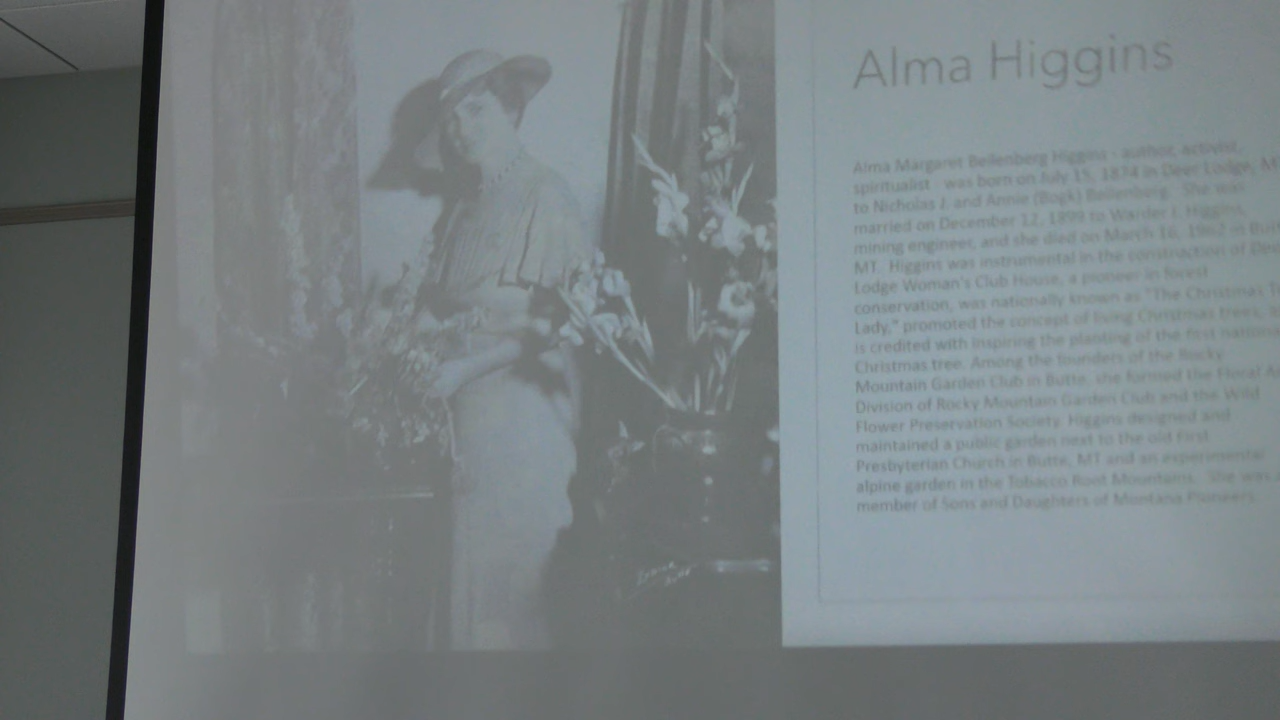 Alma Higgins
Alma Margaret Beilenberg Higgins - author, activist,
spiritualist was born on July 15, 1874 in Deer Lodge, M
to Nicholas J. and Annie (Bogk) Beilenberg. She was
married on December 12, 1899 to Warder I. Higgins,
mining engineer, and she died on March 16, 1962 in Butt
MT. Higgins was instrumental in the construction of Dee
Lodge Woman's Club House, a pioneer in forest
conservation, was nationally known as "The Christmas T
Lady," promoted the concept of living Christmas trees, a
is credited with inspiring the planting of the first nation
Christmas tree. Among the founders of the Rocky
Mountain Garden Club in Butte, she formed the Floral A
Division of Rocky Mountain Garden Club and the Wild
Flower Preservation Society. Higgins designed and
maintained a public garden next to the old First
Presbyterian Church in Butte, MT and an experimental
alpine garden in the Tobacco Root Mountains. She was a
member of Sons and Daughters of Montana Pioneers.